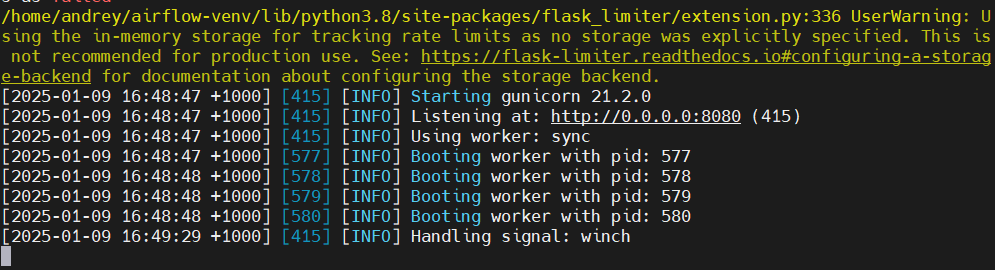 s as failed
/home/andrey/airflow-venv/lib/python3.8/site-packages/flask_limiter/extension.py:336 UserWarning: U
sing the in-memory storage for tracking rate limits as no storage was explicitly specified. This is
 not recommended for production use. See: https://flask-limiter.readthedocs.io#configuring-a-storag
e-backend for documentation about configuring the storage backend.
[2025-01-09 16:48:47 +1000] [415] [INFO] Starting gunicorn 21.2.0
[2025-01-09 16:48:47 +1000] [415] [INFO] Listening at: http://0.0.0.0:8080 (415)
[2025-01-09 16:48:47 +1000] [415] [INFO] Using worker: sync
[2025-01-09 16:48:47 +1000] [577] [INFO] Booting worker with pid: 577
[2025-01-09 16:48:48 +1000] [578] [INFO] Booting worker with pid: 578
[2025-01-09 16:48:48 +1000] [579] [INFO] Booting worker with pid: 579
[2025-01-09 16:48:48 +1000] [580] [INFO] Booting worker with pid: 580
[2025-01-09 16:49:29 +1000] [415] [INFO] Handling signal: winch